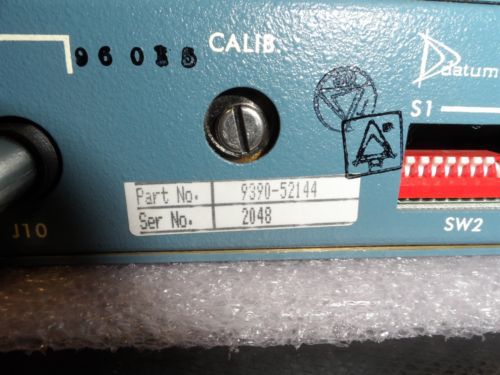 CALIB.
Datum
S1
Part No. 9390-52144
Ser No. 2048
J10
SW2